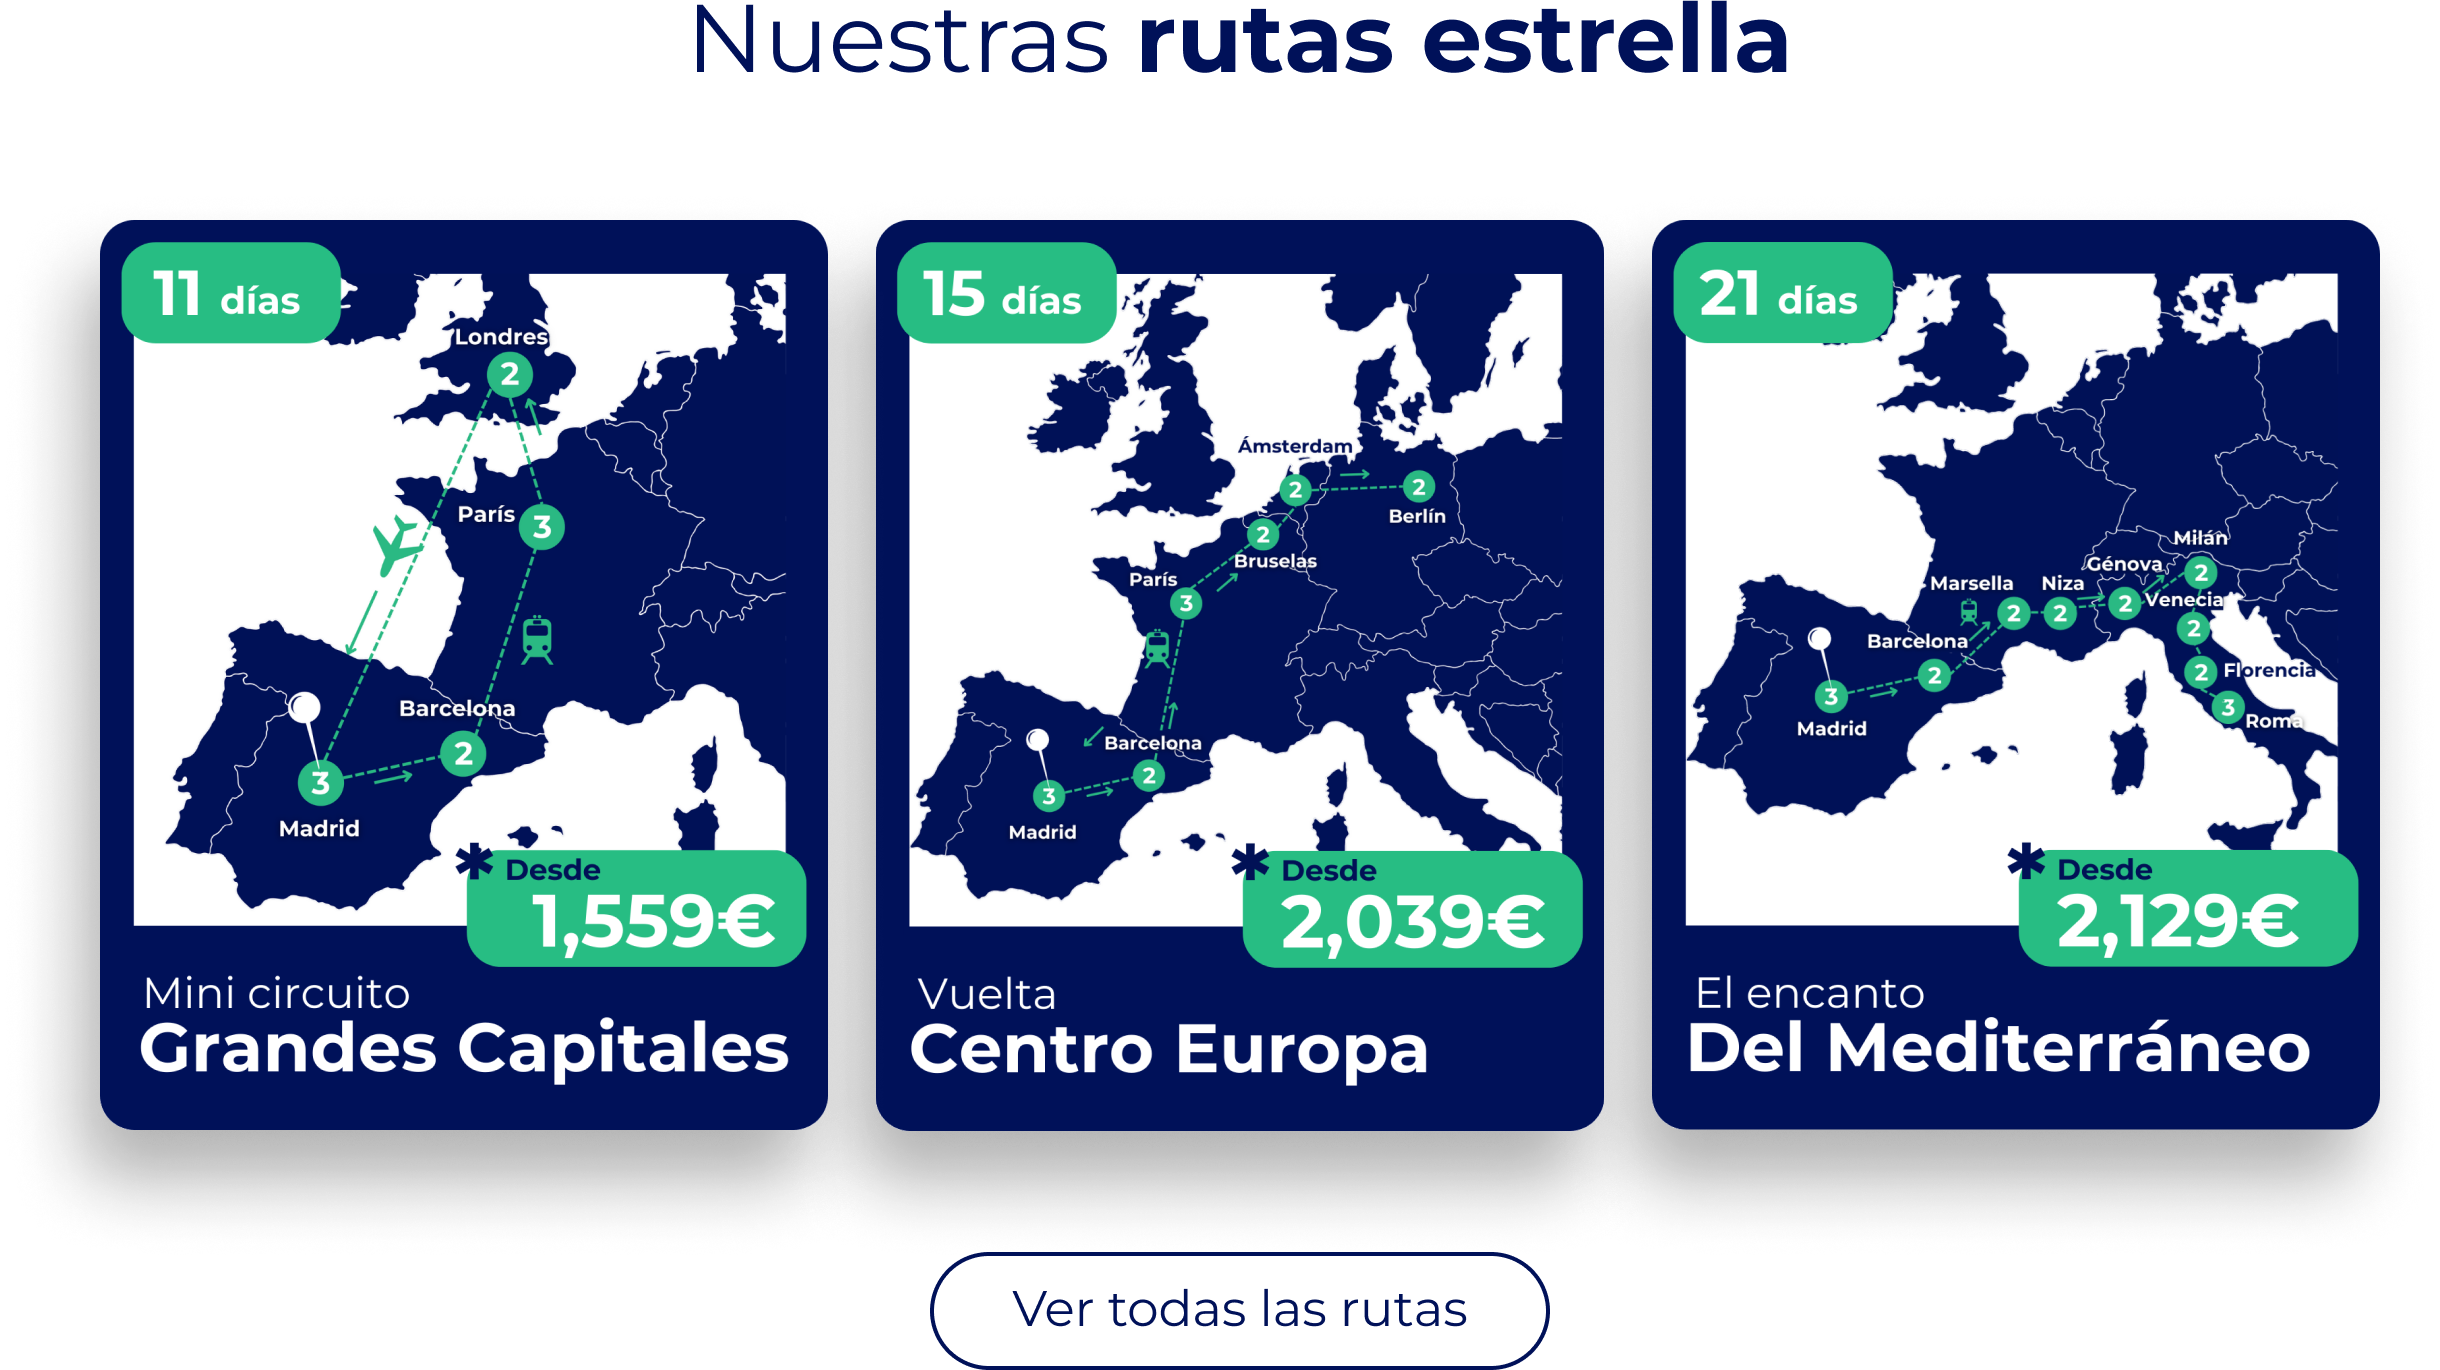 Nuestras rutas estrella
11 días
Londres
2
París
3
Barcelona
2
3
Madrid
* Desde
1,559€
Mini circuito
Grandes Capitales
15 días
Ámsterdam
2
2
Berlín
2
Bruselas
París
3
Barcelona
2
3
Madrid
* Desde
2,039€
Vuelta
Centro Europa
21 días
Milán
Génova
2
Marsella
Niza
2
2
2
Venecia
2
Barcelona
2
2
Florencia
3
Madrid
3
Roma
* Desde
2,129€
El encanto
Del Mediterráneo
Ver todas las rutas